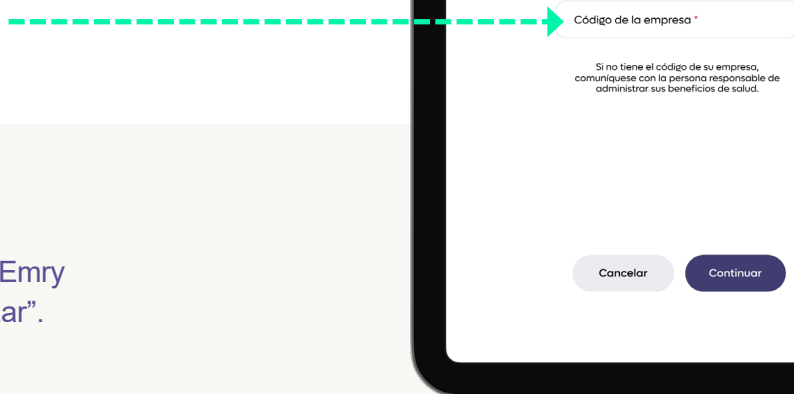 Código de la empresa *
Si no tiene el código de su empresa,
comuníquese con la persona responsable de
administrar sus beneficios de salud.
Emry
ar”.
Cancelar
Continuar